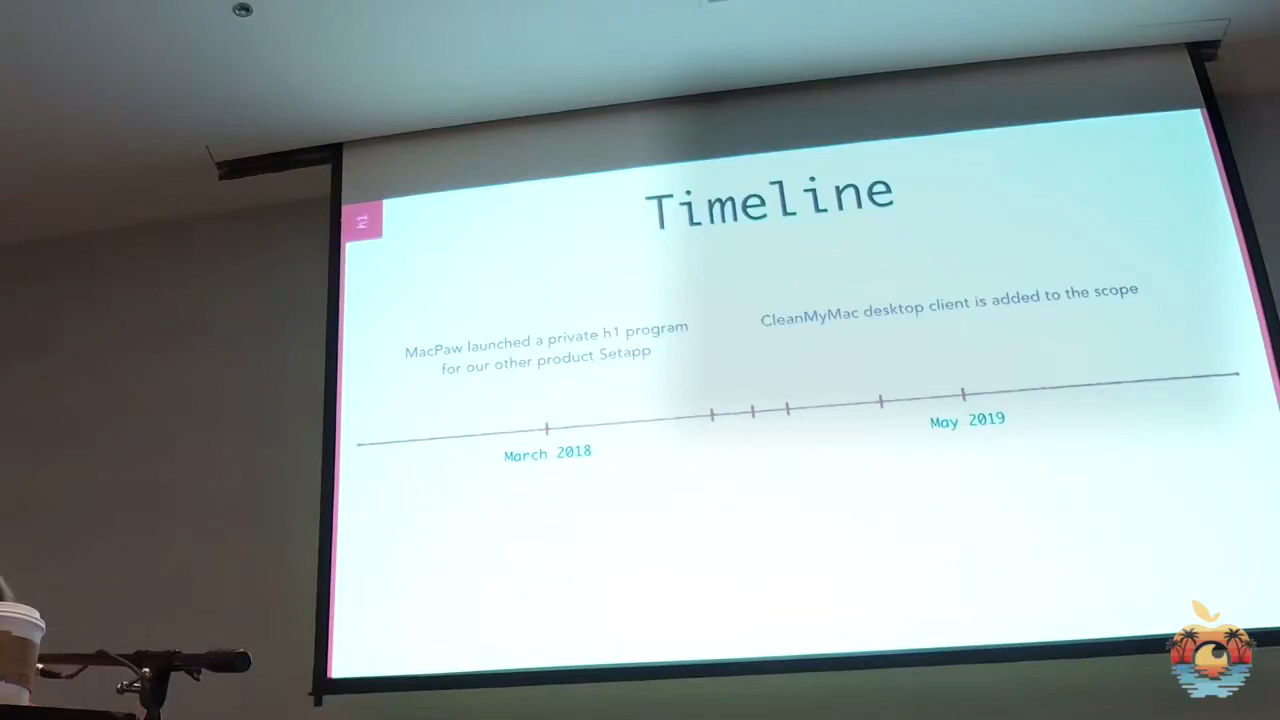 Timeline
h1
MacPaw launched a private h1 program
for our other product Setapp
CleanMyMac desktop client is added to the scope
March 2018
May 2019